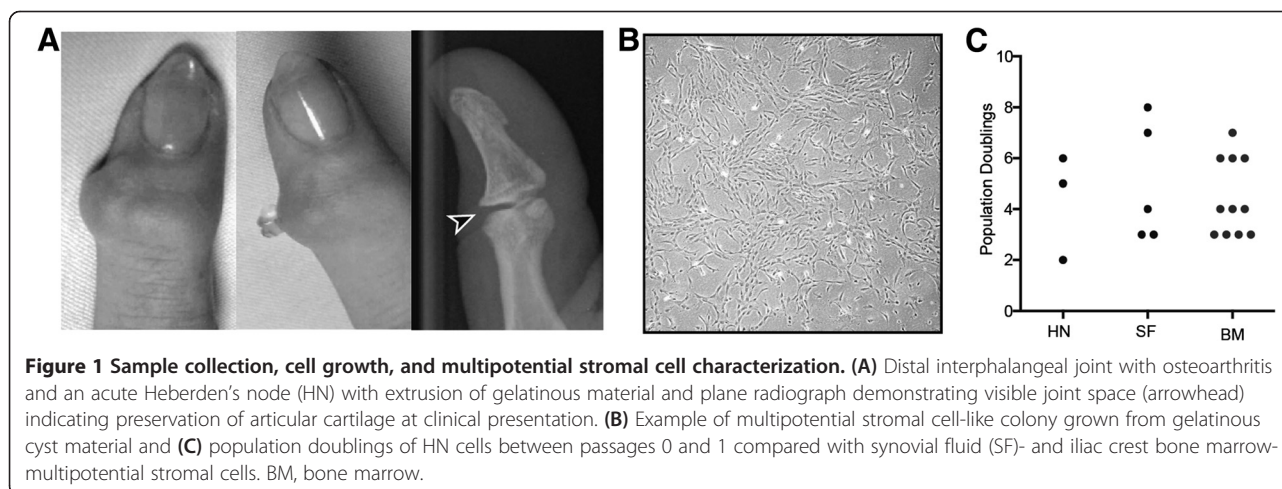 A
B
C
10
8
6
4
2
0
Population Doublings
HN
SF
BM
Figure 1 Sample collection, cell growth, and multipotential stromal cell characterization. (A) Distal interphalangeal joint with osteoarthritis
and an acute Heberden's node (HN) with extrusion of gelatinous material and plane radiograph demonstrating visible joint space (arrowhead)
indicating preservation of articular cartilage at clinical presentation. (B) Example of multipotential stromal cell-like colony grown from gelatinous
cyst material and (C) population doublings of HN cells between passages 0 and 1 compared with synovial fluid (SF)- and iliac crest bone marrow-
multipotential stromal cells. BM, bone marrow.